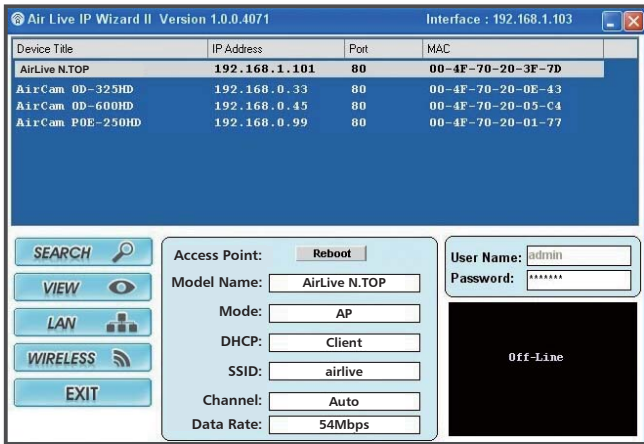 Air Live IP Wizard II Version 1.0.0.4071 Interface : 192.168.1.103
Device Title IP Address Port MAC
AirLive N.TOP 192.168.1.101 80 00-4F-70-20-3F-7D
AirCam OD-325HD 192.168.0.33 80 00-4F-70-20-0E-43
AirCam OD-600HD 192.168.0.45 80 00-4F-70-20-05-C4
AirCam POE-250HD 192.168.0.99 80 00-4F-70-20-01-77
SEARCH
VIEW
LAN
WIRELESS
EXIT
Access Point: Reboot
Model Name: AirLive N.TOP
Mode: AP
DHCP: Client
SSID: airlive
Channel: Auto
Data Rate: 54Mbps
User Name: admin
Password: *******
Off-Line